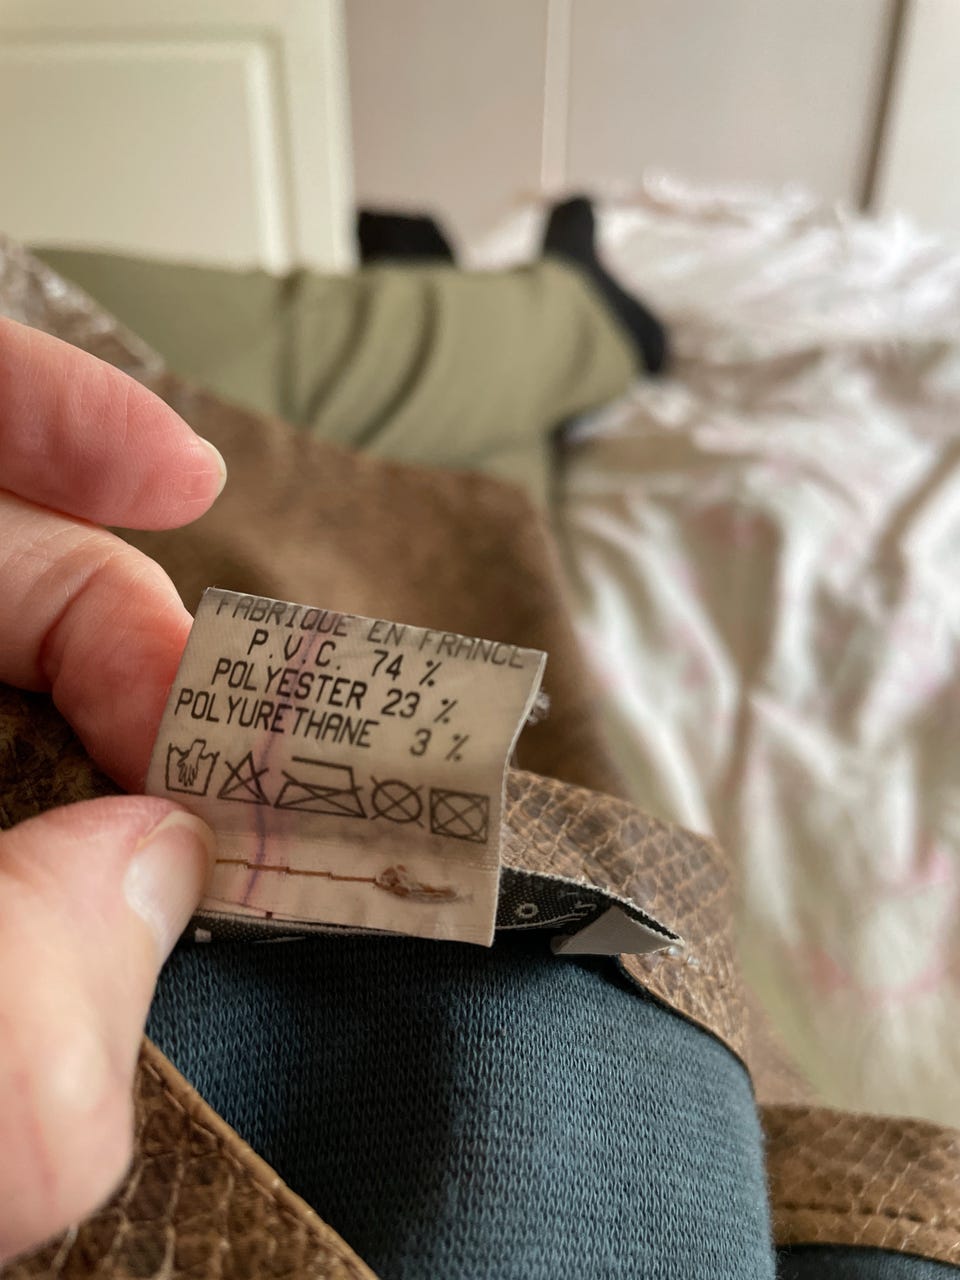 FABRIQUE EN FRANCE
P.V.C. 74 %
POLYESTER 23 %
POLYURETHANE 3 %